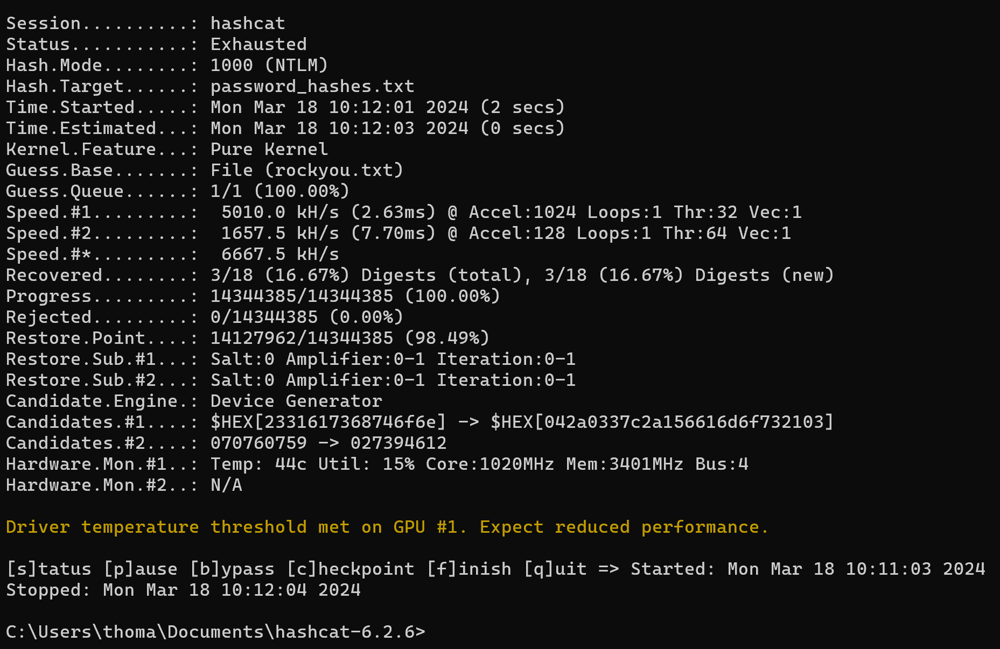 Session..........: hashcat
Status...........: Exhausted
Hash.Mode........: 1000 (NTLM)
Hash.Target......: password_hashes.txt
Time.Started.....: Mon Mar 18 10:12:01 2024 (2 secs)
Time.Estimated...: Mon Mar 18 10:12:03 2024 (0 secs)
Kernel.Feature...: Pure Kernel
Guess.Base.......: File (rockyou.txt)
Guess.Queue......: 1/1 (100.00%)
Speed.#1.........:  5010.0 kH/s (2.63ms) @ Accel:1024 Loops:1 Thr:32 Vec:1
Speed.#2.........:  1657.5 kH/s (7.70ms) @ Accel:128 Loops:1 Thr:64 Vec:1
Speed.#*.........:  6667.5 kH/s
Recovered........: 3/18 (16.67%) Digests (total), 3/18 (16.67%) Digests (new)
Progress.........: 14344385/14344385 (100.00%)
Rejected.........: 0/14344385 (0.00%)
Restore.Point....: 14127962/14344385 (98.49%)
Restore.Sub.#1...: Salt:0 Amplifier:0-1 Iteration:0-1
Restore.Sub.#2...: Salt:0 Amplifier:0-1 Iteration:0-1
Candidate.Engine.: Device Generator
Candidates.#1....: $HEX[2331617368746f6e] -> $HEX[042a0337c2a156616d6f732103]
Candidates.#2....: 070760759 -> 027394612
Hardware.Mon.#1..: Temp: 44c Util: 15% Core:1020MHz Mem:3401MHz Bus:4
Hardware.Mon.#2..: N/A
Driver temperature threshold met on GPU #1. Expect reduced performance.
[s]tatus [p]ause [b]ypass [c]heckpoint [f]inish [q]uit => Started: Mon Mar 18 10:11:03 2024
Stopped: Mon Mar 18 10:12:04 2024
C:\Users\thoma\Documents\hashcat-6.2.6>